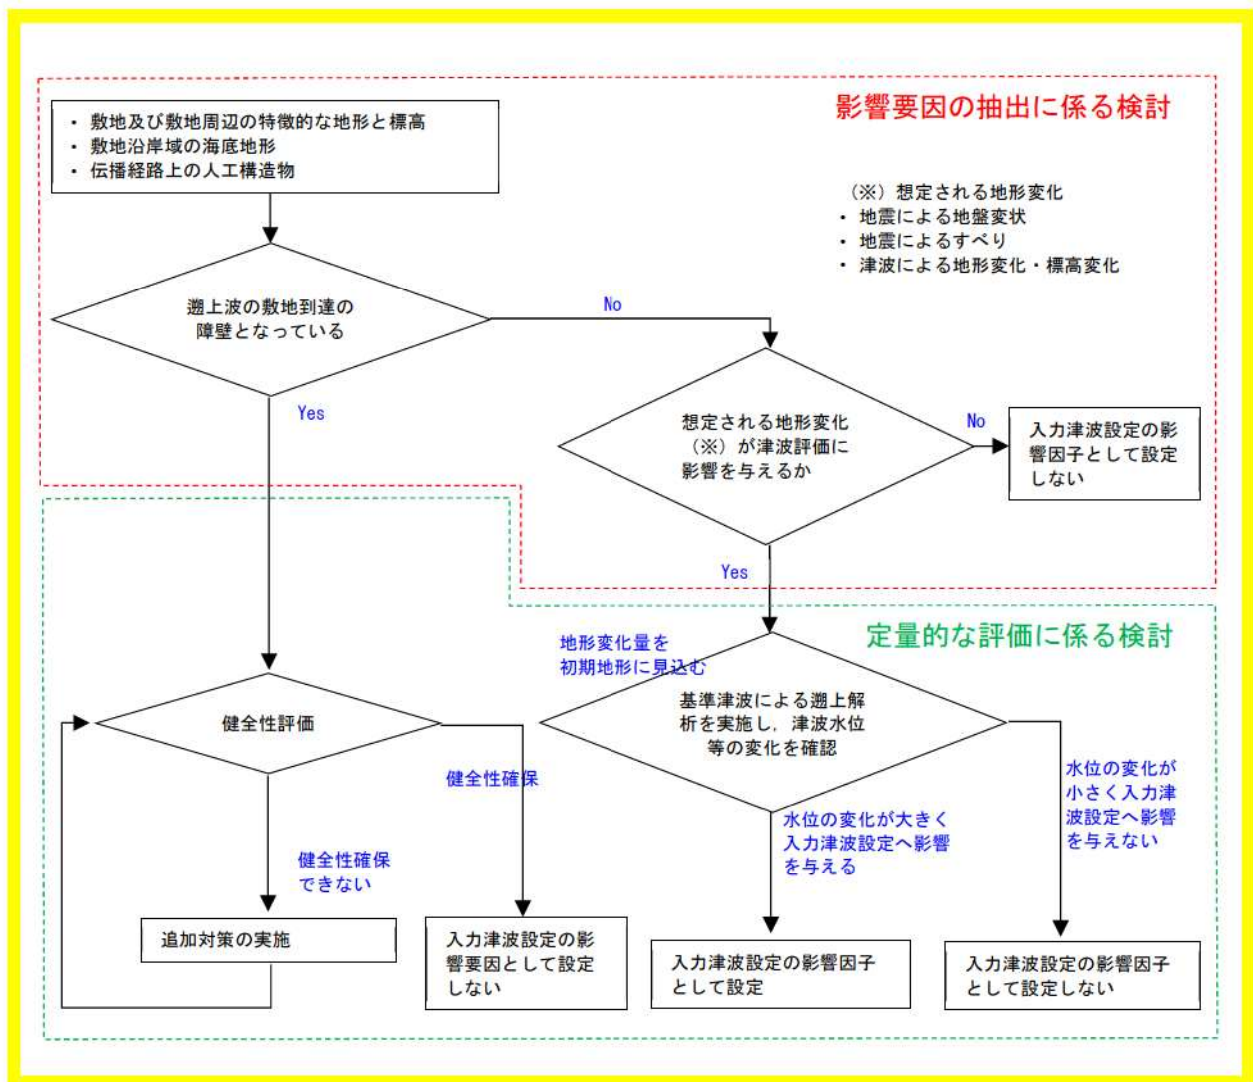 影響要因の抽出に係る検討
・ 敷地及び敷地周辺の特徴的な地形と標高
・ 敷地沿岸域の海底地形
・ 伝播経路上の人工構造物
（※）想定される地形変化
・ 地震による地盤変状
・ 地震によるすべり
・ 津波による地形変化・標高変化
遡上波の敷地到達の
障壁となっている
No
Yes
想定される地形変化
（※）が津波評価に
影響を与えるか
No
入力津波設定の影
響因子として設定
しない
Yes
定量的な評価に係る検討
地形変化量を
初期地形に見込む
基準津波による遡上解
析を実施し，津波水位
等の変化を確認
健全性評価
健全性確保
健全性確保
できない
水位の変化が大きく
入力津波設定へ影響
を与える
水位の変化が
小さく入力津
波設定へ影響
を与えない
追加対策の実施
入力津波設定の影
響要因として設定
しない
入力津波設定の影響因子
として設定
入力津波設定の影響因子
として設定しない